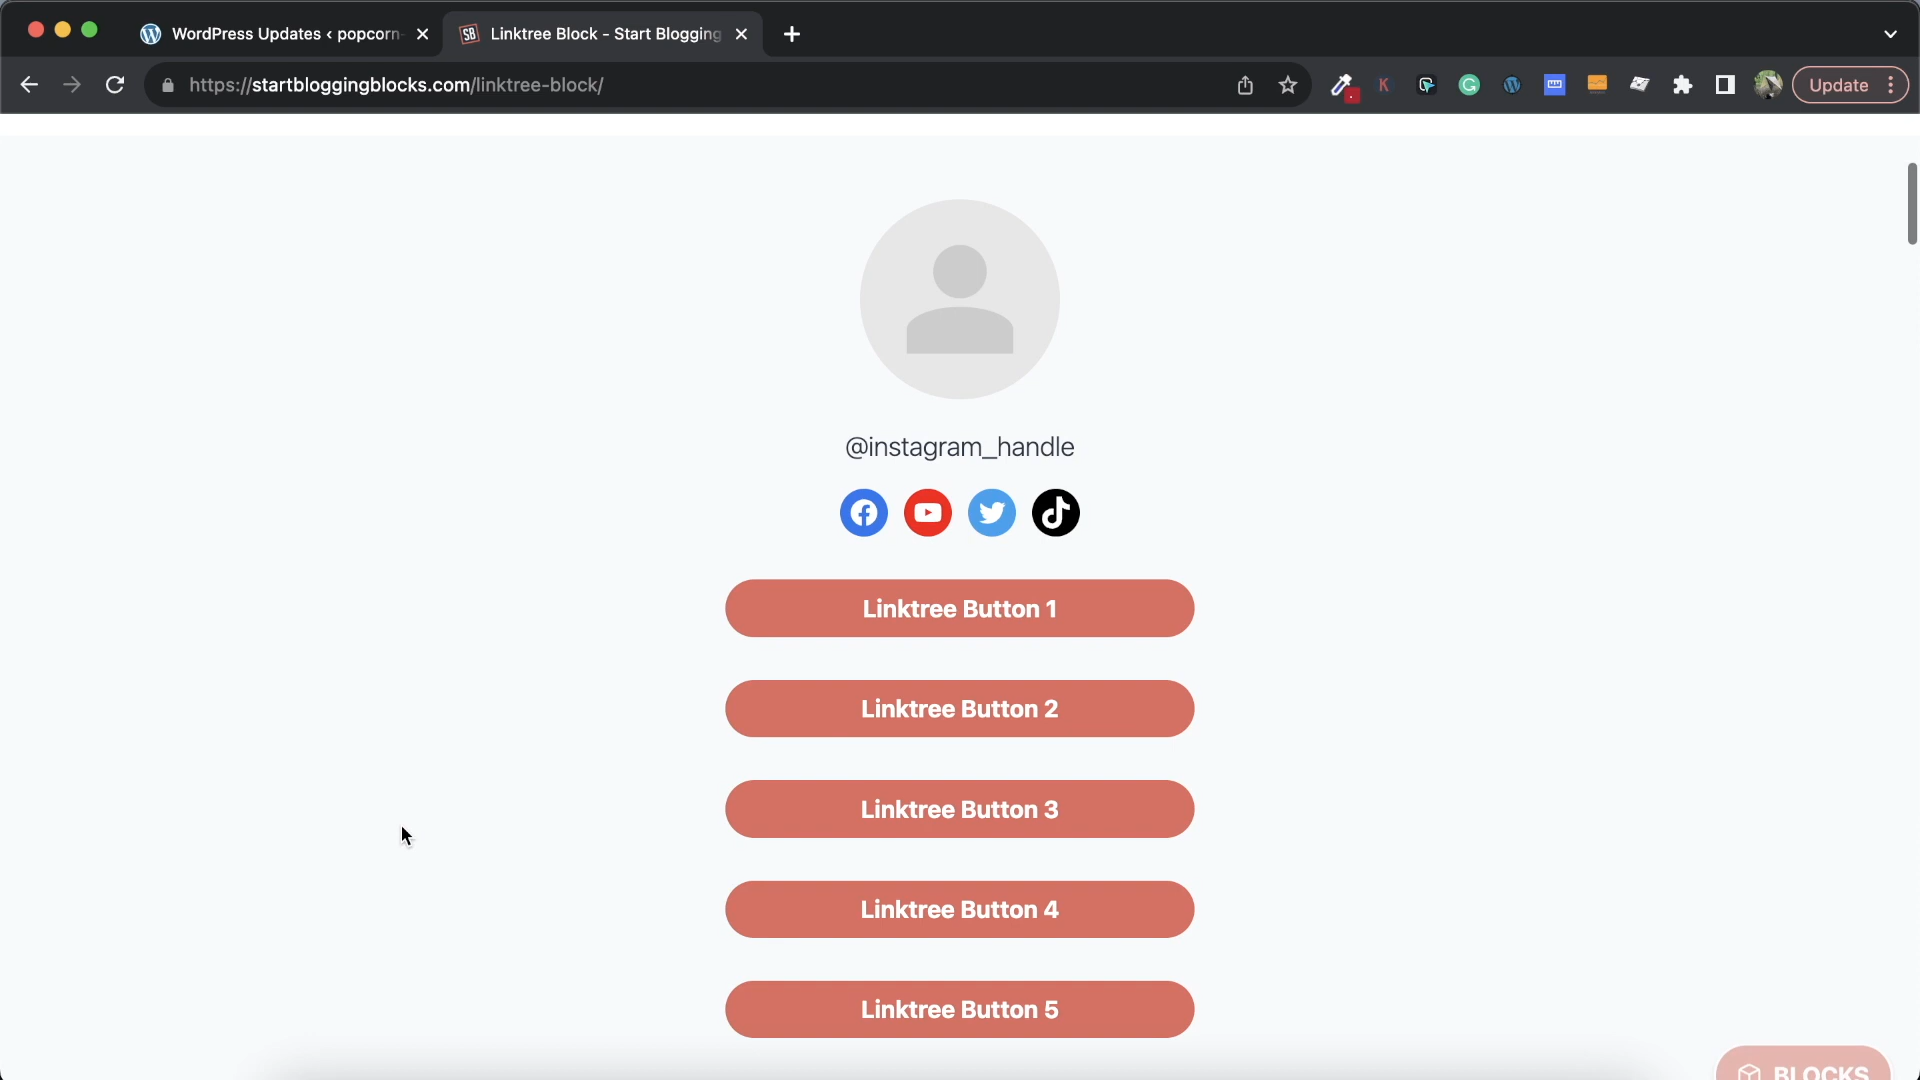 WordPress Updates ‹ popcorn-
SB
Linktree Block - Start Blogging
https://startbloggingblocks.com/linktree-block/
K
Update
@instagram_handle
Linktree Button 1
Linktree Button 2
Linktree Button 3
Linktree Button 4
Linktree Button 5
BLOCKS